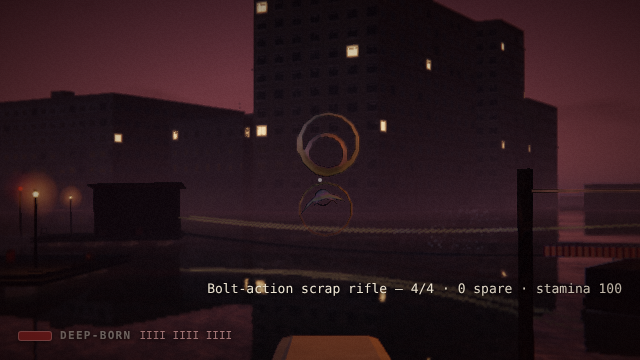 Bolt-action scrap rifle — 4/4 · 0 spare · stamina 100
DEEP-BORN IIII IIII IIII